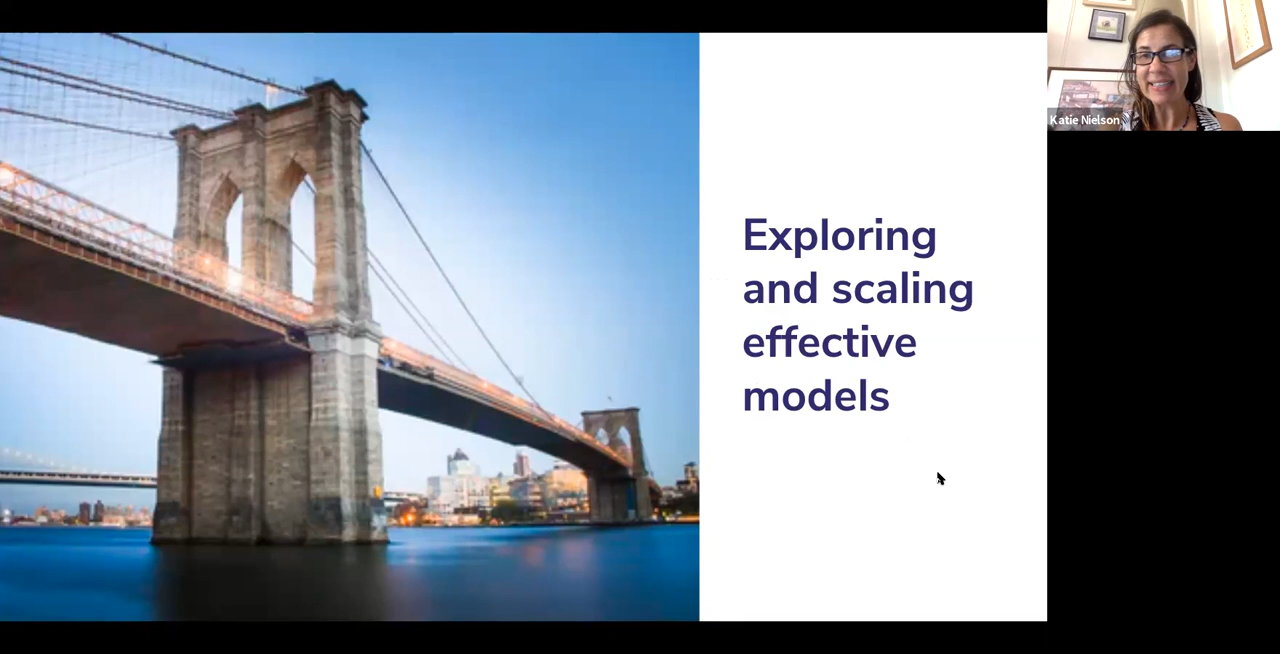 Katie Nielson
Exploring
and scaling
effective
models